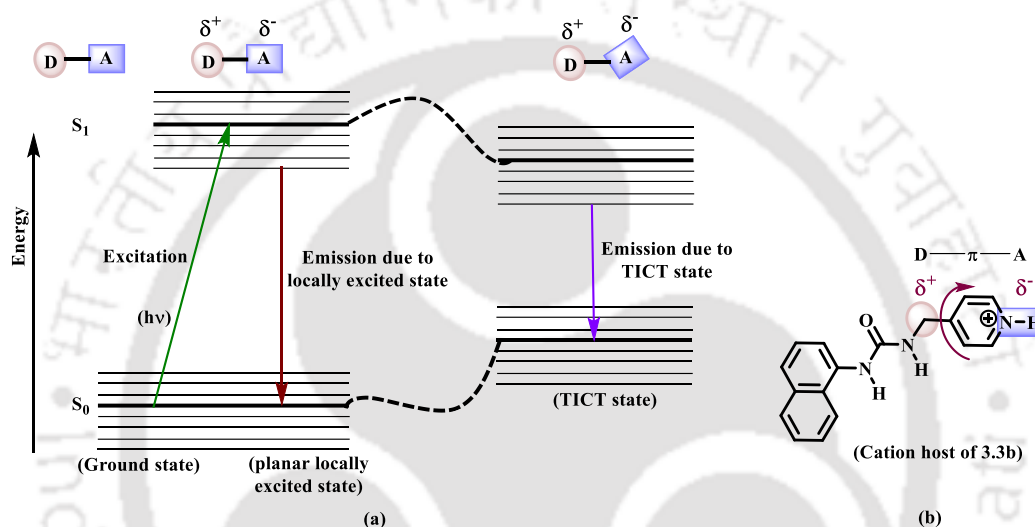 D A
δ+ δ-
D A
δ+ δ-
D A
S1
Energy
Excitation
(hν)
Emission due to
locally excited state
Emission due to
TICT state
S0
(Ground state)
(planar locally
excited state)
(TICT state)
(a)
D π A
δ+ δ-
O
N
H
N
H
N-H
+
(Cation host of 3.3b)
(b)